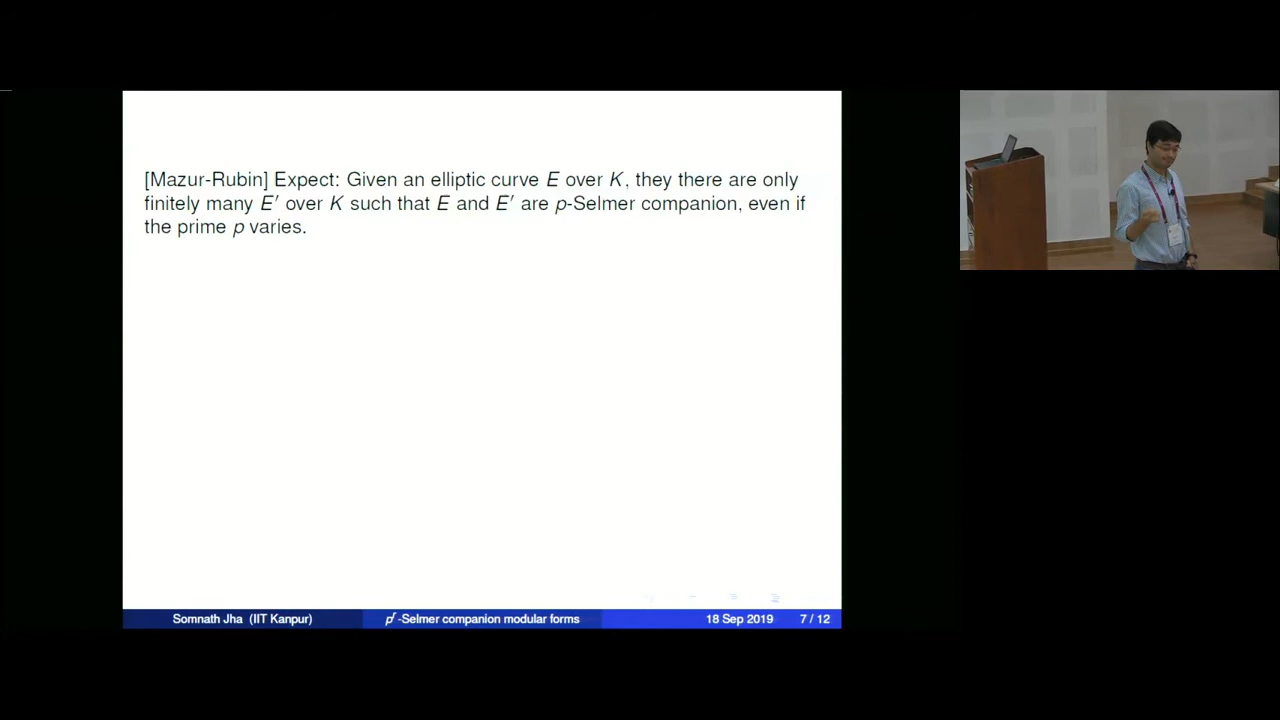 [Mazur-Rubin] Expect: Given an elliptic curve E over K, they there are only
finitely many E′ over K such that E and E′ are p-Selmer companion, even if
the prime p varies.
Somnath Jha (IIT Kanpur) p^r-Selmer companion modular forms 18 Sep 2019 7 / 12